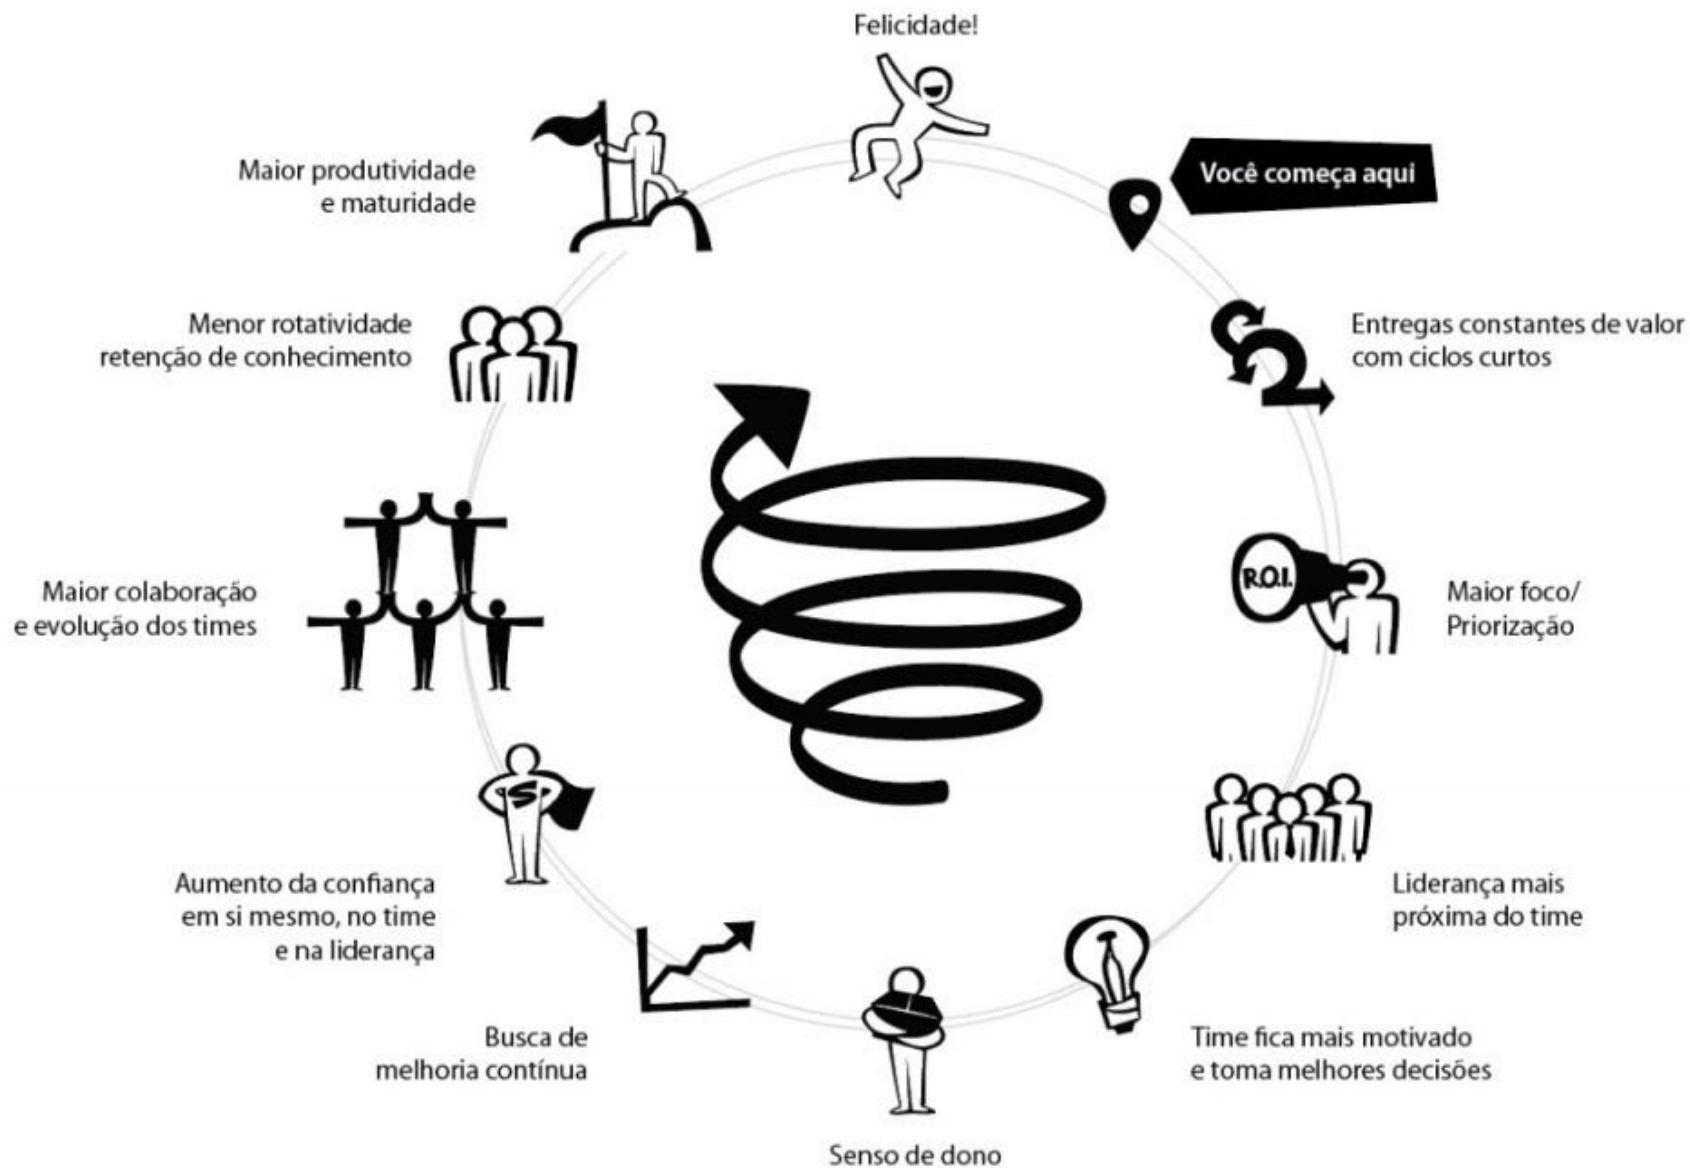 Felicidade!
Você começa aqui
Entregas constantes de valor
com ciclos curtos
R.O.I.
Maior foco/
Priorização
Liderança mais
próxima do time
Time fica mais motivado
e toma melhores decisões
Senso de dono
Busca de
melhoria contínua
S
Aumento da confiança
em si mesmo, no time
e na liderança
Maior colaboração
e evolução dos times
Menor rotatividade
retenção de conhecimento
Maior produtividade
e maturidade